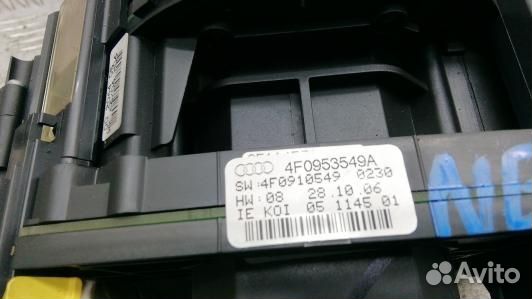 4F0953549A
SW:4F0910549 0230
HW:08 28.10.06
IE KOI 05 1145 01
Avito